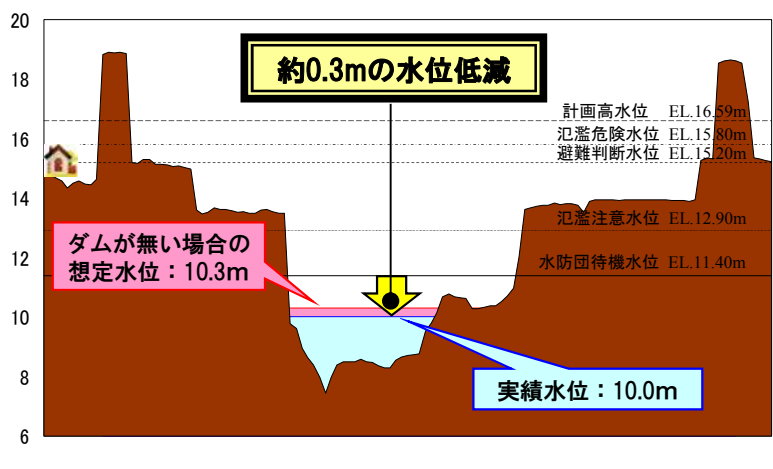 20
18
16
14
12
10
8
6
約0.3mの水位低減
計画高水位 EL.16.59m
氾濫危険水位 EL.15.80m
避難判断水位 EL.15.20m
氾濫注意水位 EL.12.90m
水防団待機水位 EL.11.40m
ダムが無い場合の
想定水位：10.3m
実績水位：10.0m